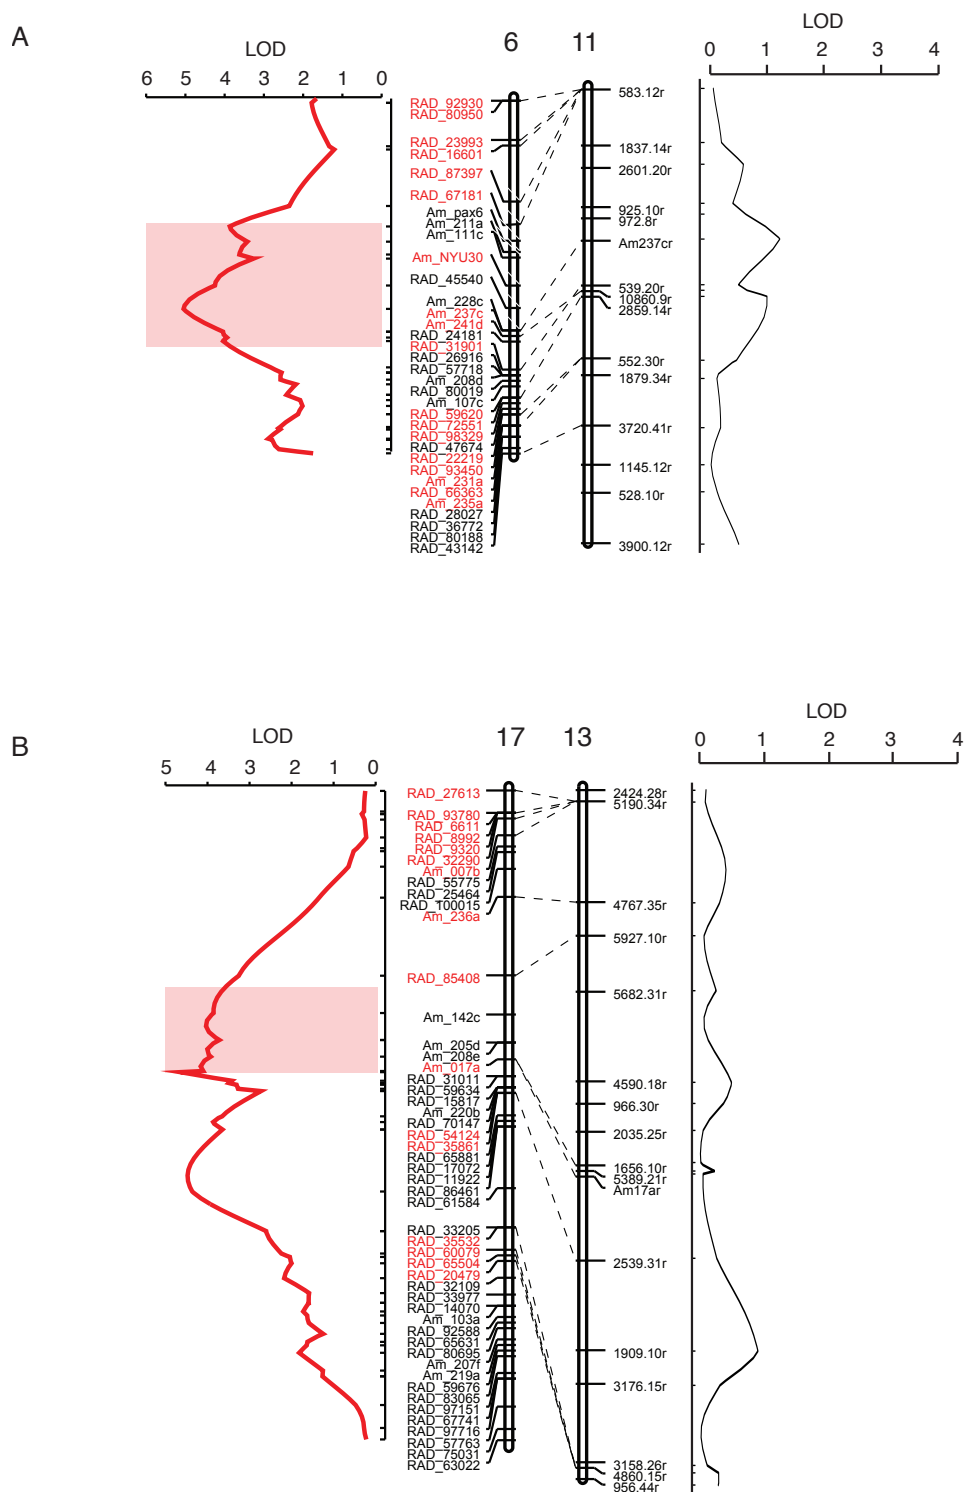 A
LOD
6 5 4 3 2 1 0
6
11
LOD
0 1 2 3 4
RAD_92930
RAD_80950
RAD_23993
RAD_16601
RAD_87397
RAD_67181
Am_pax6
Am_211a
Am_111c
Am_NYU30
RAD_45540
Am_228c
Am_237c
Am_241d
RAD_24181
RAD_31901
RAD_26916
RAD_57718
Am_208d
RAD_80019
Am_107c
RAD_59620
RAD_72551
RAD_98329
RAD_47674
RAD_22219
RAD_93450
Am_231a
RAD_66363
Am_235a
RAD_28027
RAD_36772
RAD_80188
RAD_43142
583.12r
1837.14r
2601.20r
925.10r
972.8r
Am237cr
539.20r
10860.9r
2859.14r
552.30r
1879.34r
3720.41r
1145.12r
528.10r
3900.12r
B
LOD
5 4 3 2 1 0
17
13
LOD
0 1 2 3 4
RAD_27613
RAD_93780
RAD_6611
RAD_8992
RAD_9320
RAD_32290
Am_007b
RAD_55775
RAD_25464
RAD_100015
Am_236a
RAD_85408
Am_142c
Am_205d
Am_208e
Am_017a
RAD_31011
RAD_59634
RAD_15817
Am_220b
RAD_70147
RAD_54124
RAD_35861
RAD_65881
RAD_17072
RAD_11922
RAD_86461
RAD_61584
RAD_33205
RAD_35532
RAD_60079
RAD_65504
RAD_20479
RAD_32109
RAD_33977
RAD_14070
Am_103a
RAD_92588
RAD_65631
RAD_80695
Am_207f
Am_219a
RAD_59676
RAD_83065
RAD_97151
RAD_67741
RAD_97716
RAD_57763
RAD_75031
RAD_63022
2424.28r
5190.34r
4767.35r
5927.10r
5682.31r
4590.18r
966.30r
2035.25r
1656.10r
5389.21r
Am17ar
2539.31r
1909.10r
3176.15r
3158.26r
4860.15r
956.44r